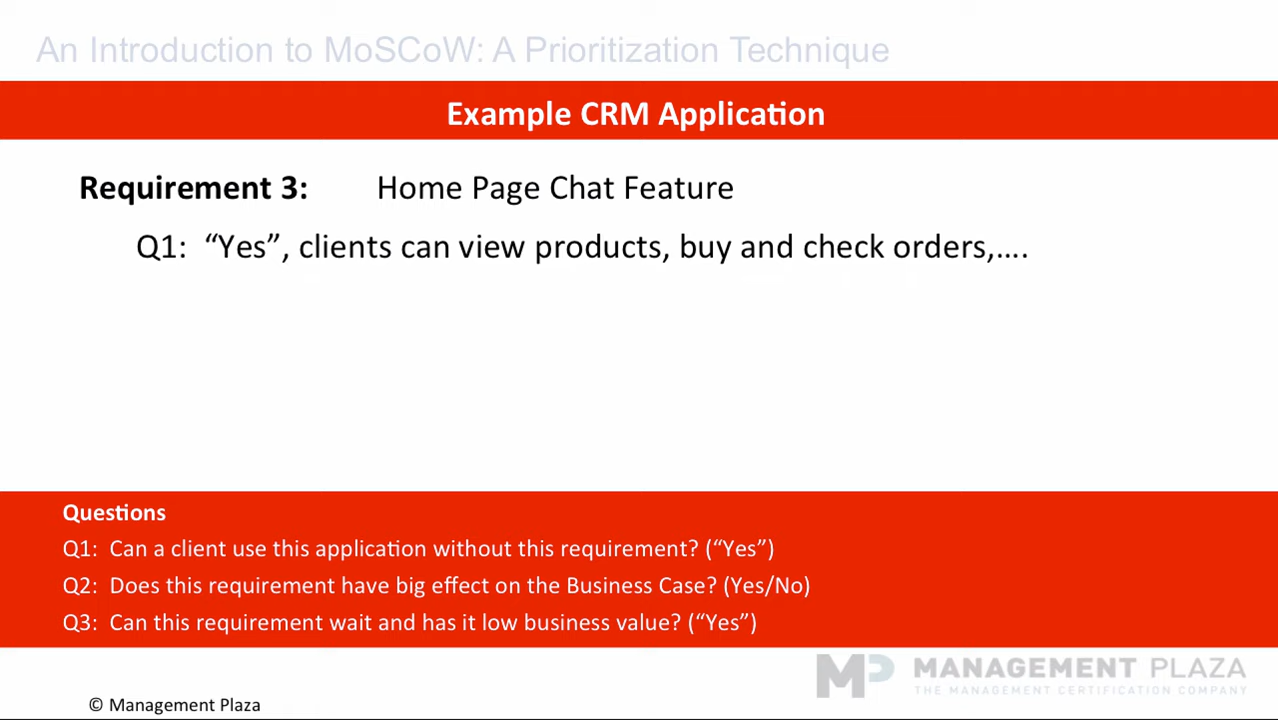 An Introduction to MoSCoW: A Prioritization Technique
Example CRM Application
Requirement 3: Home Page Chat Feature
Q1: “Yes”, clients can view products, buy and check orders,….
Questions
Q1: Can a client use this application without this requirement? (“Yes”)
Q2: Does this requirement have big effect on the Business Case? (Yes/No)
Q3: Can this requirement wait and has it low business value? (“Yes”)
MP MANAGEMENT PLAZA
THE MANAGEMENT CERTIFICATION COMPANY
© Management Plaza